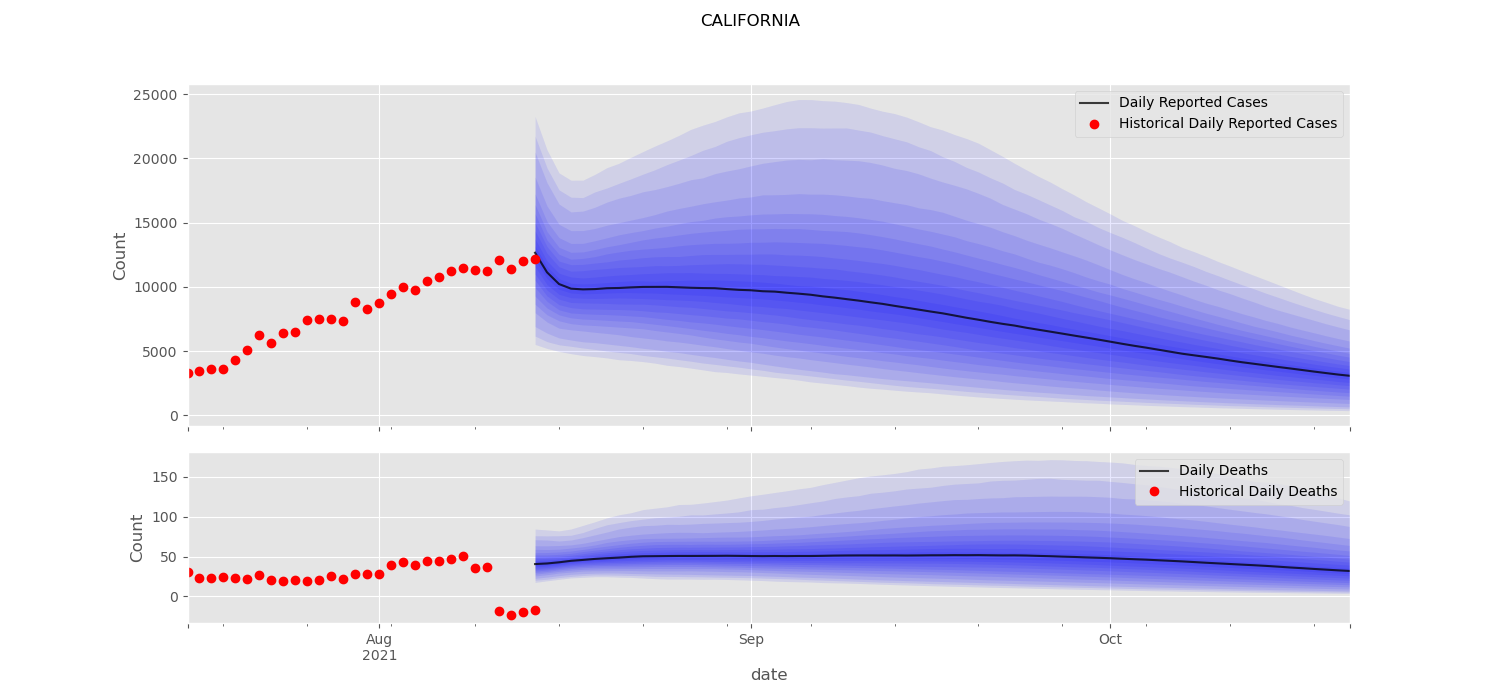 CALIFORNIA
25000
20000
15000
10000
5000
0
Count
Daily Reported Cases
Historical Daily Reported Cases
150
100
50
0
Count
Daily Deaths
Historical Daily Deaths
Aug
2021
Sep
Oct
date